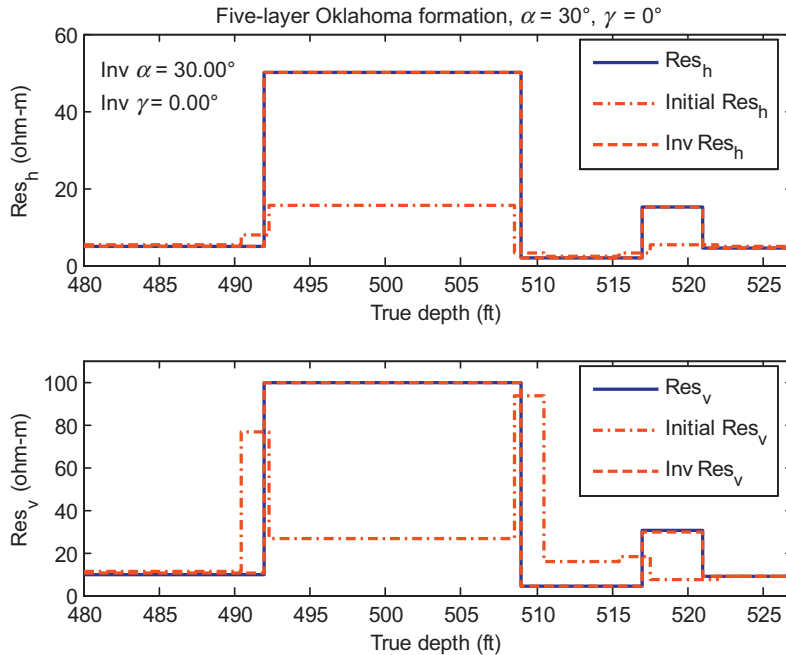 Five-layer Oklahoma formation, α = 30°, γ = 0°
Inv α = 30.00°
Inv γ = 0.00°
Res_h
Initial Res_h
Inv Res_h
Res_h (ohm-m)
60
40
20
0
480 485 490 495 500 505 510 515 520 525
True depth (ft)
Res_v
Initial Res_v
Inv Res_v
Res_v (ohm-m)
100
80
60
40
20
0
480 485 490 495 500 505 510 515 520 525
True depth (ft)